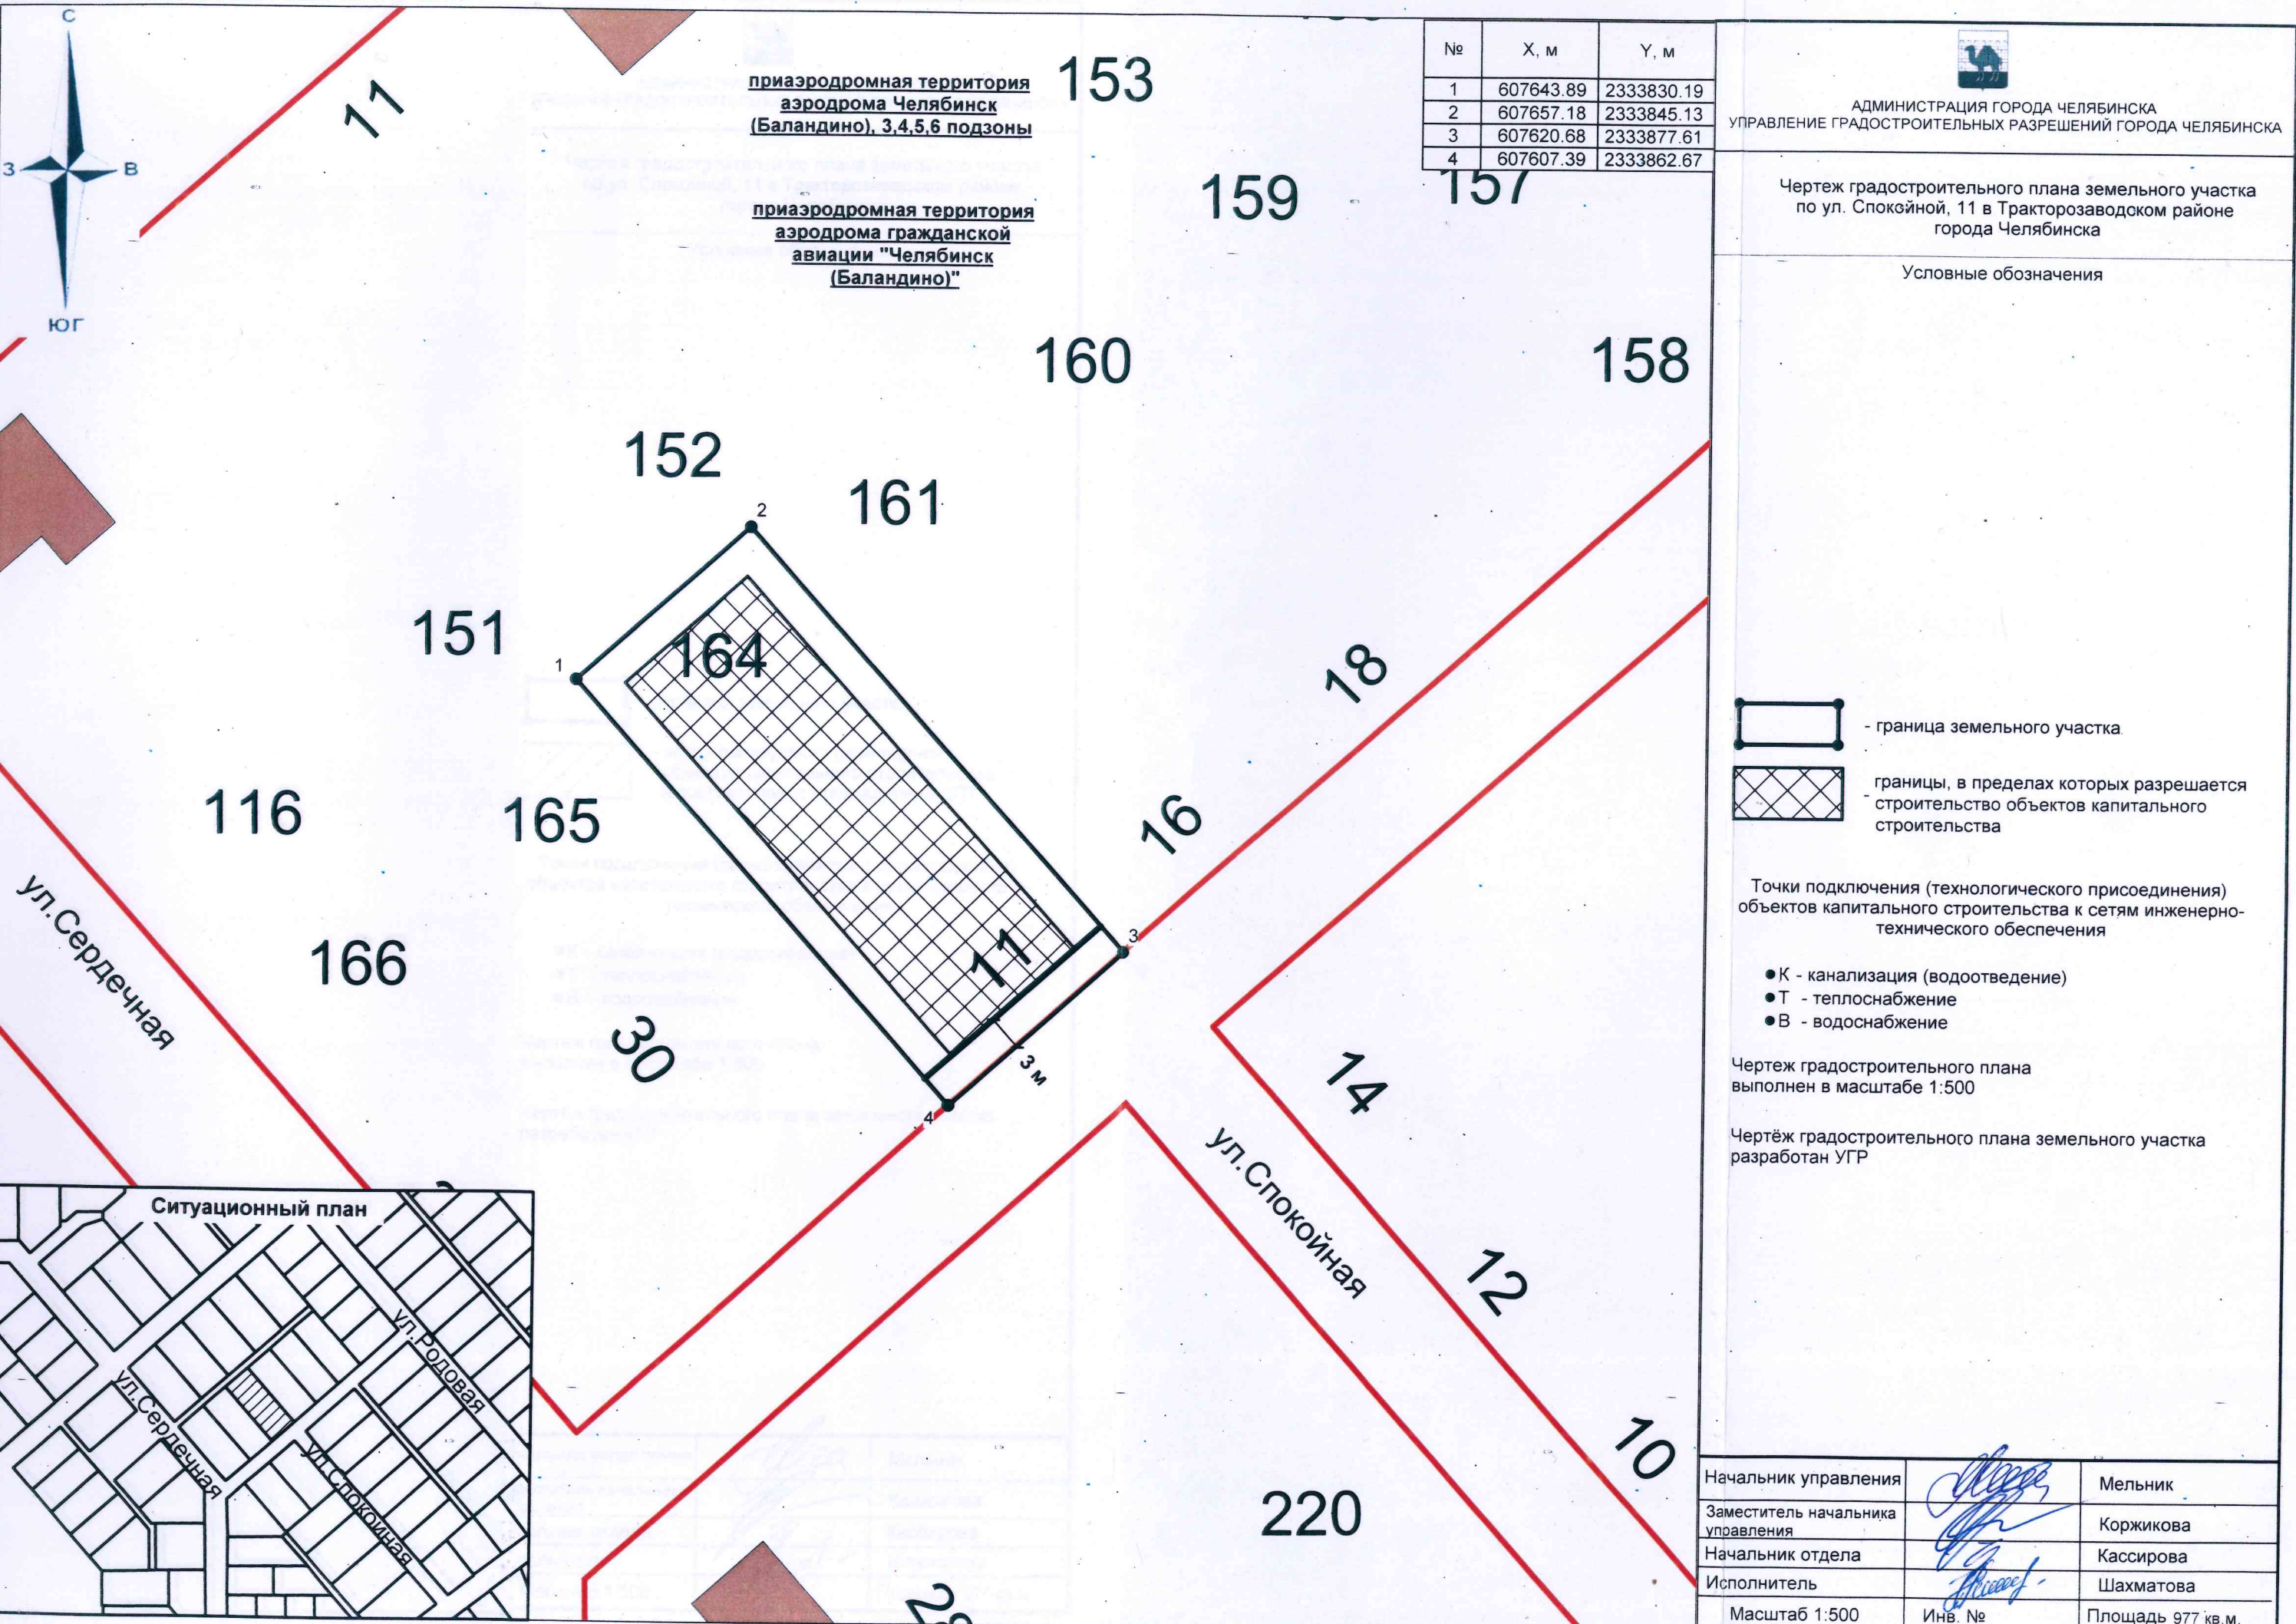 С
З
В
ЮГ
11
приаэродромная территория
аэродрома Челябинск
(Баландино), 3,4,5,6 подзоны
приаэродромная территория
аэродрома гражданской
авиации "Челябинск
(Баландино)"
153
159
157
160
158
152
161
2
151
1
164
116
165
166
30
11
3
3 м
4
18
16
14
12
10
220
ул.Сердечная
ул.Спокойная
№ X, м Y, м
1 607643.89 2333830.19
2 607657.18 2333845.13
3 607620.68 2333877.61
4 607607.39 2333862.67
АДМИНИСТРАЦИЯ ГОРОДА ЧЕЛЯБИНСКА
УПРАВЛЕНИЕ ГРАДОСТРОИТЕЛЬНЫХ РАЗРЕШЕНИЙ ГОРОДА ЧЕЛЯБИНСКА
Чертеж градостроительного плана земельного участка
по ул. Спокойной, 11 в Тракторозаводском районе
города Челябинска
Условные обозначения
- граница земельного участка
- границы, в пределах которых разрешается
строительство объектов капитального
строительства
Точки подключения (технологического присоединения)
объектов капитального строительства к сетям инженерно-
технического обеспечения
● К - канализация (водоотведение)
● Т - теплоснабжение
● В - водоснабжение
Чертеж градостроительного плана
выполнен в масштабе 1:500
Чертёж градостроительного плана земельного участка
разработан УГР
Ситуационный план
ул.Родовая
ул.Сердечная
ул.Спокойная
Начальник управления Мельник
Заместитель начальника
управления Коржикова
Начальник отдела Кассирова
Исполнитель Шахматова
Масштаб 1:500 Инв. № Площадь 977 кв.м.